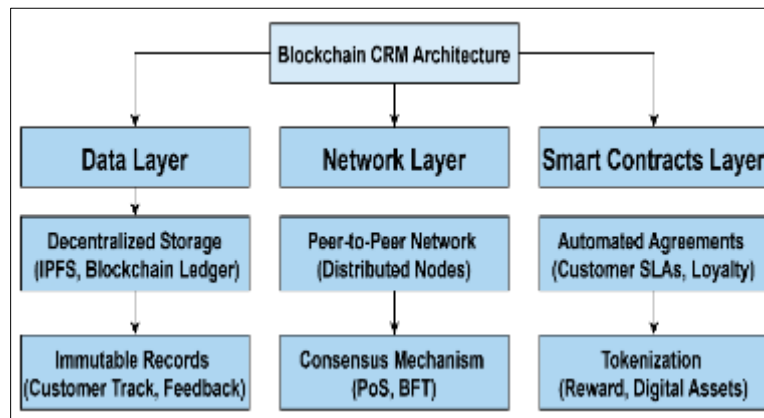 Blockchain CRM Architecture
Data Layer
Network Layer
Smart Contracts Layer
Decentralized Storage
(IPFS, Blockchain Ledger)
Peer-to-Peer Network
(Distributed Nodes)
Automated Agreements
(Customer SLAs, Loyalty)
Immutable Records
(Customer Track, Feedback)
Consensus Mechanism
(PoS, BFT)
Tokenization
(Reward, Digital Assets)